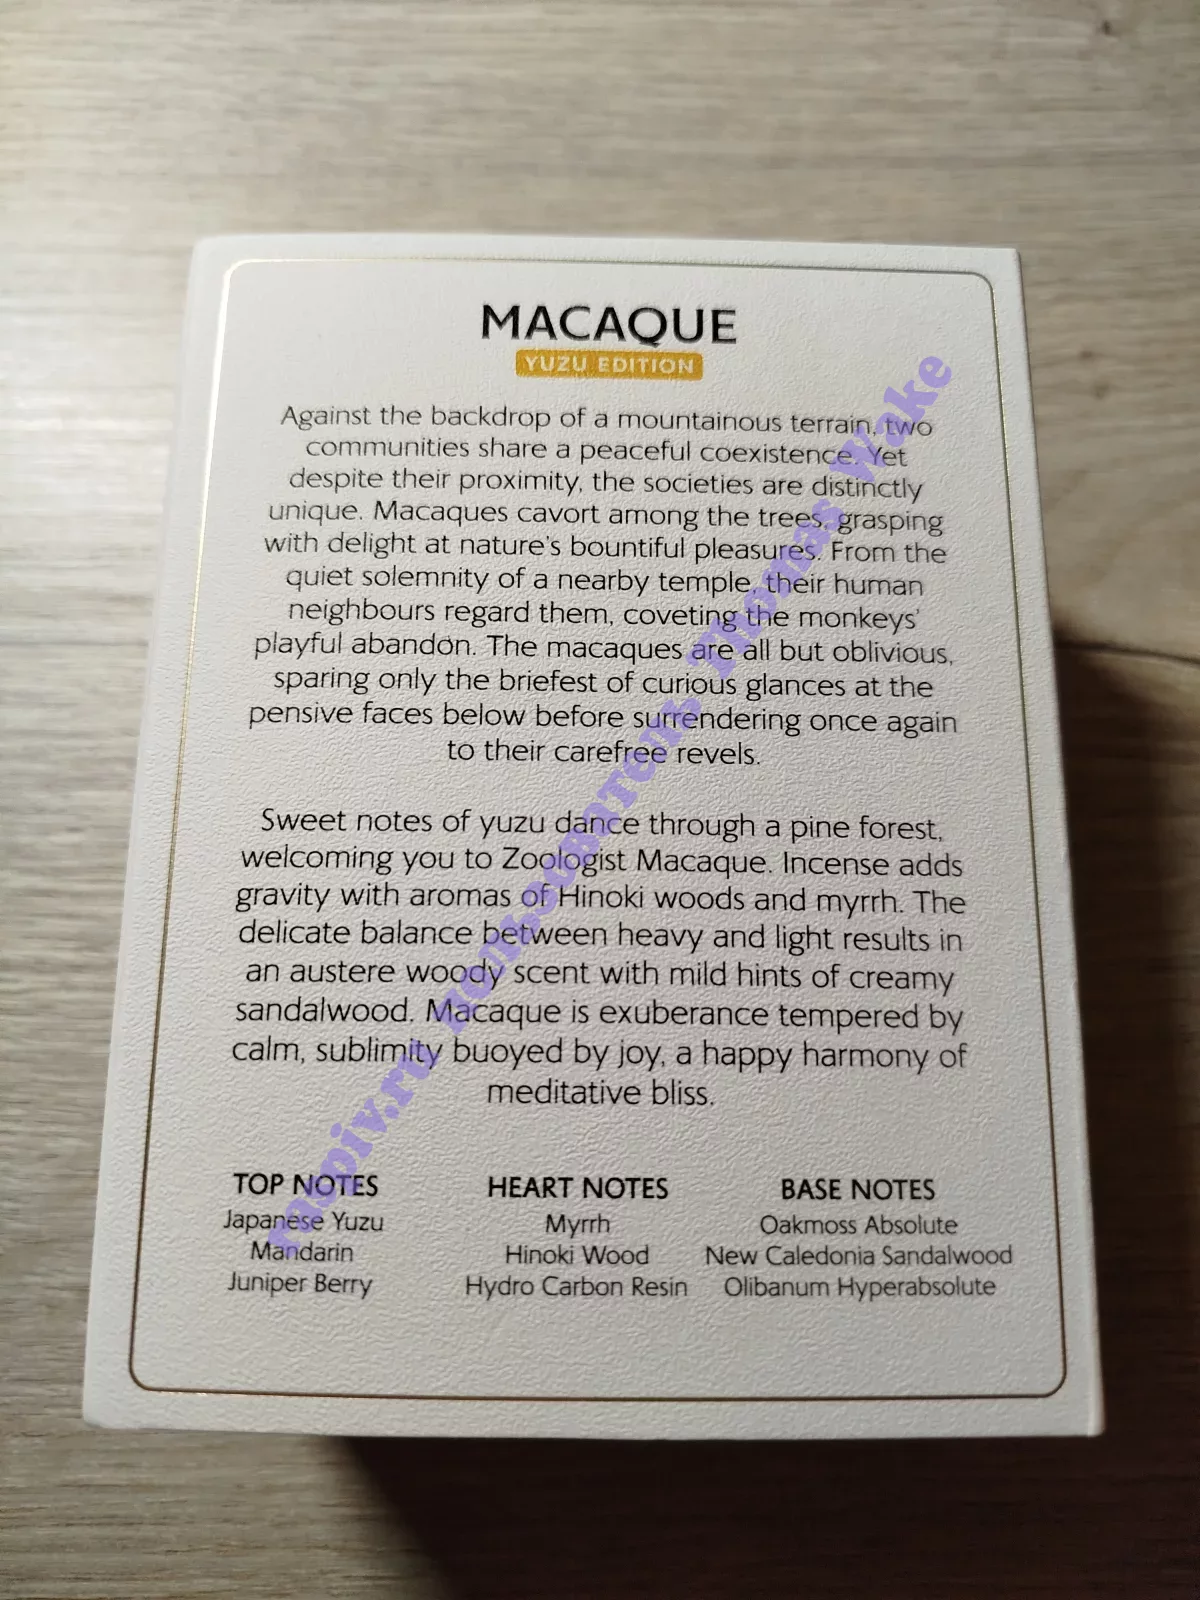 MACAQUE
YUZU EDITION
Against the backdrop of a mountainous terrain, two
communities share a peaceful coexistence. Yet
despite their proximity, the societies are distinctly
unique. Macaques cavort among the trees, grasping
with delight at nature's bountiful pleasures. From the
quiet solemnity of a nearby temple, their human
neighbours regard them, coveting the monkeys'
playful abandon. The macaques are all but oblivious,
sparing only the briefest of curious glances at the
pensive faces below before surrendering once again
to their carefree revels.
Sweet notes of yuzu dance through a pine forest,
welcoming you to Zoologist Macaque. Incense adds
gravity with aromas of Hinoki woods and myrrh. The
delicate balance between heavy and light results in
an austere woody scent with mild hints of creamy
sandalwood. Macaque is exuberance tempered by
calm, sublimity buoyed by joy, a happy harmony of
meditative bliss.
TOP NOTES
Japanese Yuzu
Mandarin
Juniper Berry
HEART NOTES
Myrrh
Hinoki Wood
Hydro Carbon Resin
BASE NOTES
Oakmoss Absolute
New Caledonia Sandalwood
Olibanum Hyperabsolute
raspiv.ru пользователь Thomas Wake